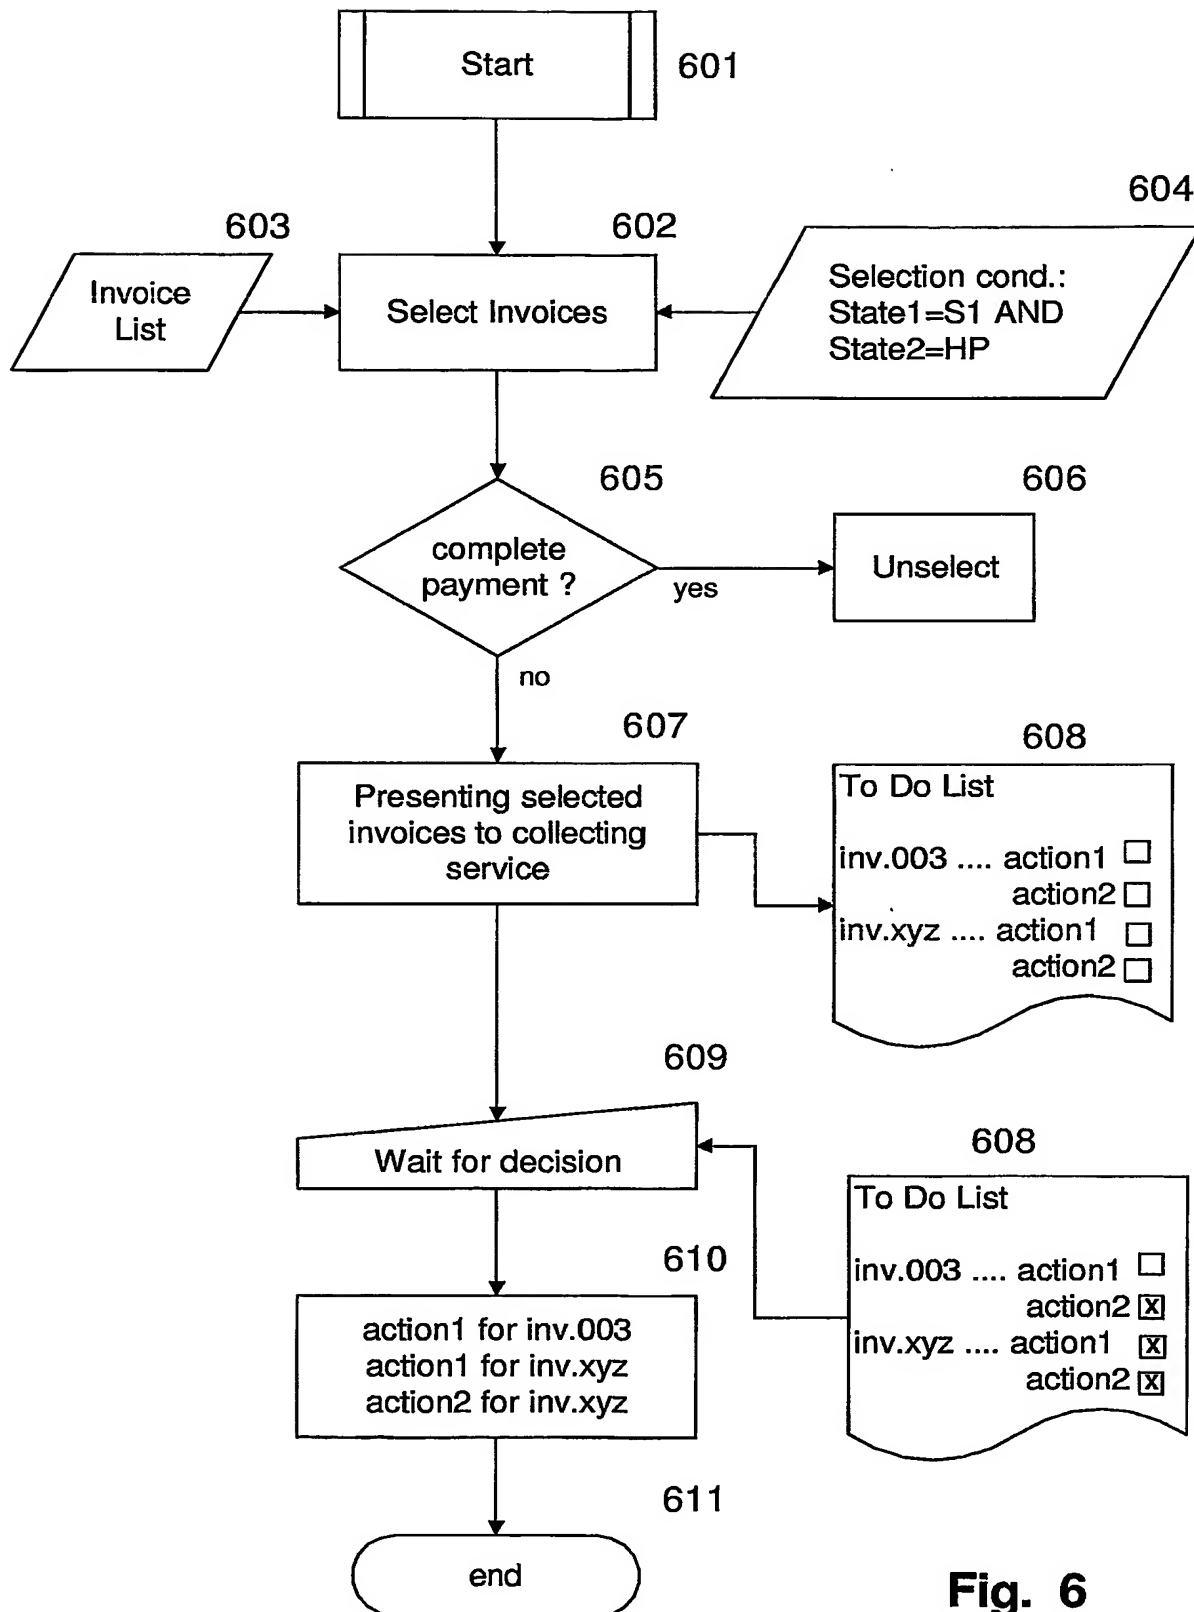 Start
601
604
603
602
Invoice
List
Select Invoices
Selection cond.:
State1=S1 AND
State2=HP
605
606
complete
payment ?
yes
Unselect
no
607
608
Presenting selected
invoices to collecting
service
To Do List
inv.003 .... action1
action2
inv.xyz .... action1
action2
609
Wait for decision
608
To Do List
inv.003 .... action1
action2 x
inv.xyz .... action1 x
action2 x
610
action1 for inv.003
action1 for inv.xyz
action2 for inv.xyz
611
end
Fig. 6